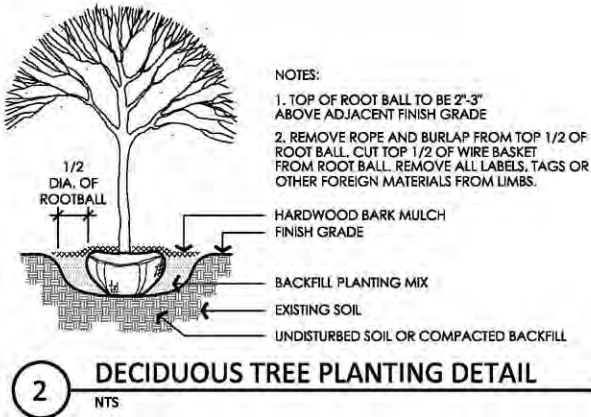 NOTES:
1. TOP OF ROOT BALL TO BE 2"-3"
ABOVE ADJACENT FINISH GRADE
2. REMOVE ROPE AND BURLAP FROM TOP 1/2 OF
ROOT BALL, CUT TOP 1/2 OF WIRE BASKET
FROM ROOT BALL. REMOVE ALL LABELS, TAGS OR
OTHER FOREIGN MATERIALS FROM LIMBS.
1/2
DIA. OF
ROOTBALL
HARDWOOD BARK MULCH
FINISH GRADE
BACKFILL PLANTING MIX
EXISTING SOIL
UNDISTURBED SOIL OR COMPACTED BACKFILL
2
DECIDUOUS TREE PLANTING DETAIL
NTS